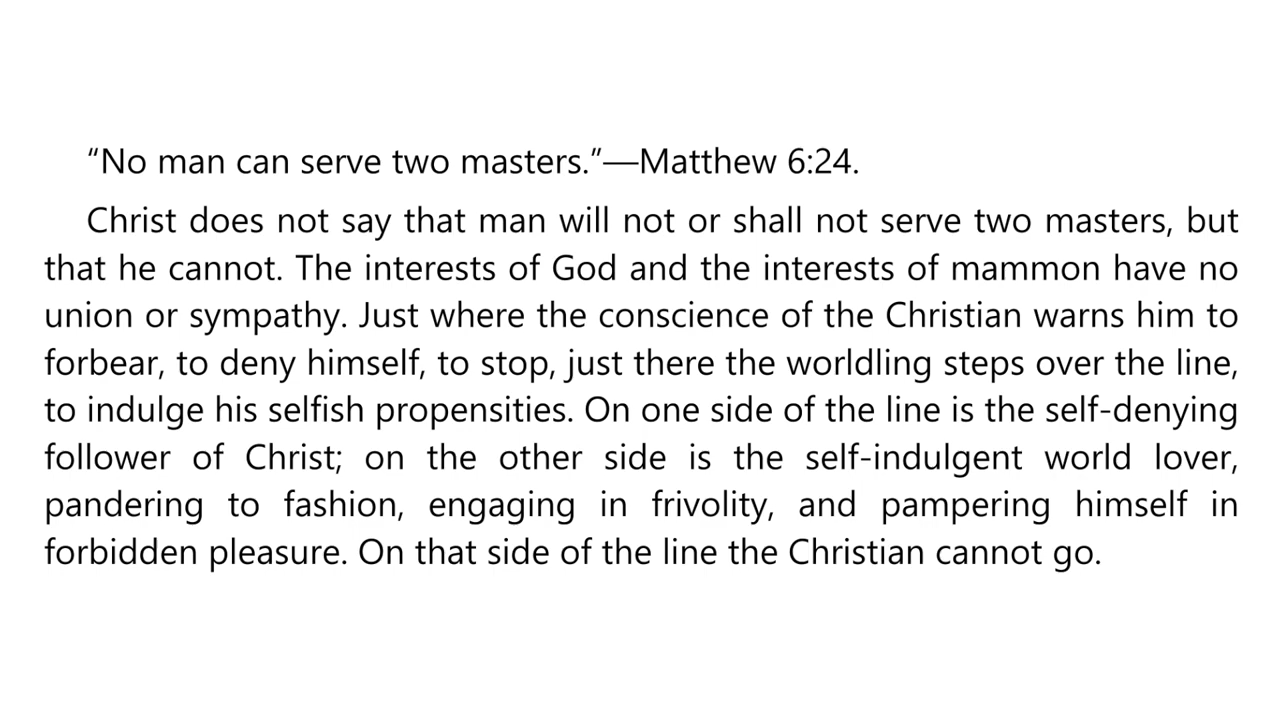 “No man can serve two masters.”—Matthew 6:24.
Christ does not say that man will not or shall not serve two masters, but
that he cannot. The interests of God and the interests of mammon have no
union or sympathy. Just where the conscience of the Christian warns him to
forbear, to deny himself, to stop, just there the worldling steps over the line,
to indulge his selfish propensities. On one side of the line is the self-denying
follower of Christ; on the other side is the self-indulgent world lover,
pandering to fashion, engaging in frivolity, and pampering himself in
forbidden pleasure. On that side of the line the Christian cannot go.